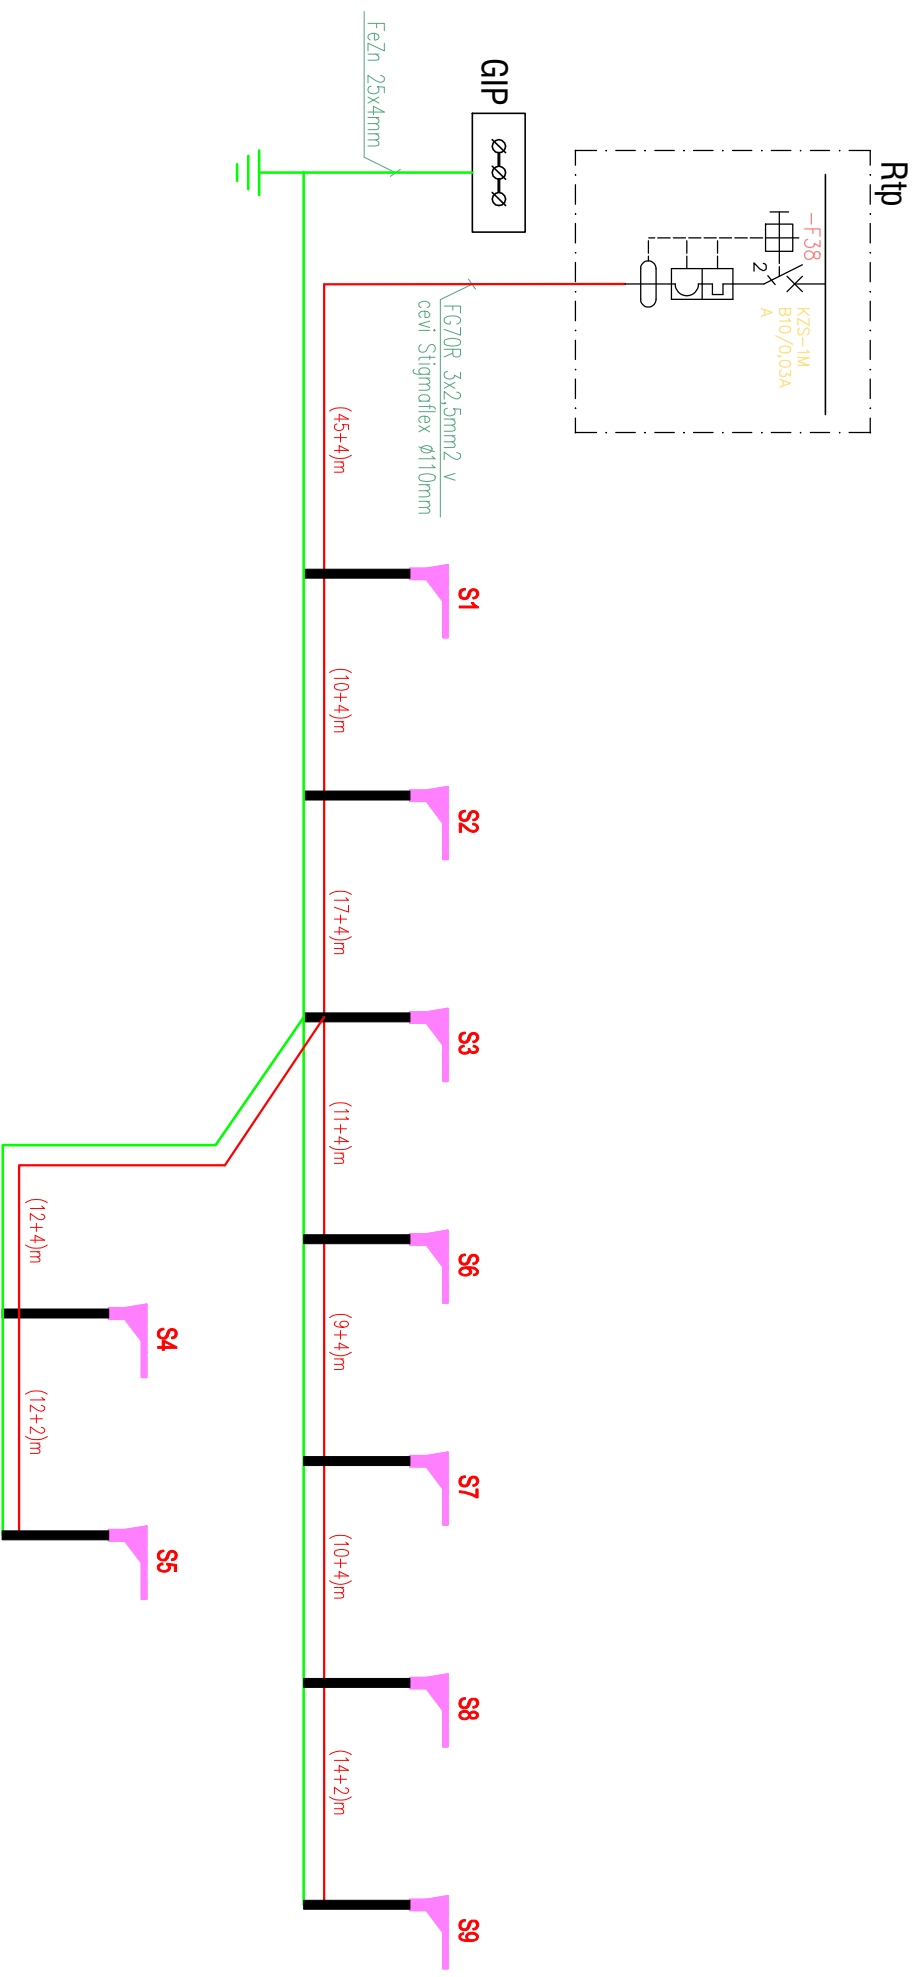 Rtp
-F38
KZS-1M
B10/0,03A
A
2
GIP
FeZn 25x4mm
FG7OR 3x2,5mm2 v
cevi Stigmaflex ø110mm
(45+4)m
S1
(10+4)m
S2
(17+4)m
S3
(11+4)m
S6
(9+4)m
S7
(10+4)m
S8
(14+2)m
S9
(12+4)m
S4
(12+2)m
S5